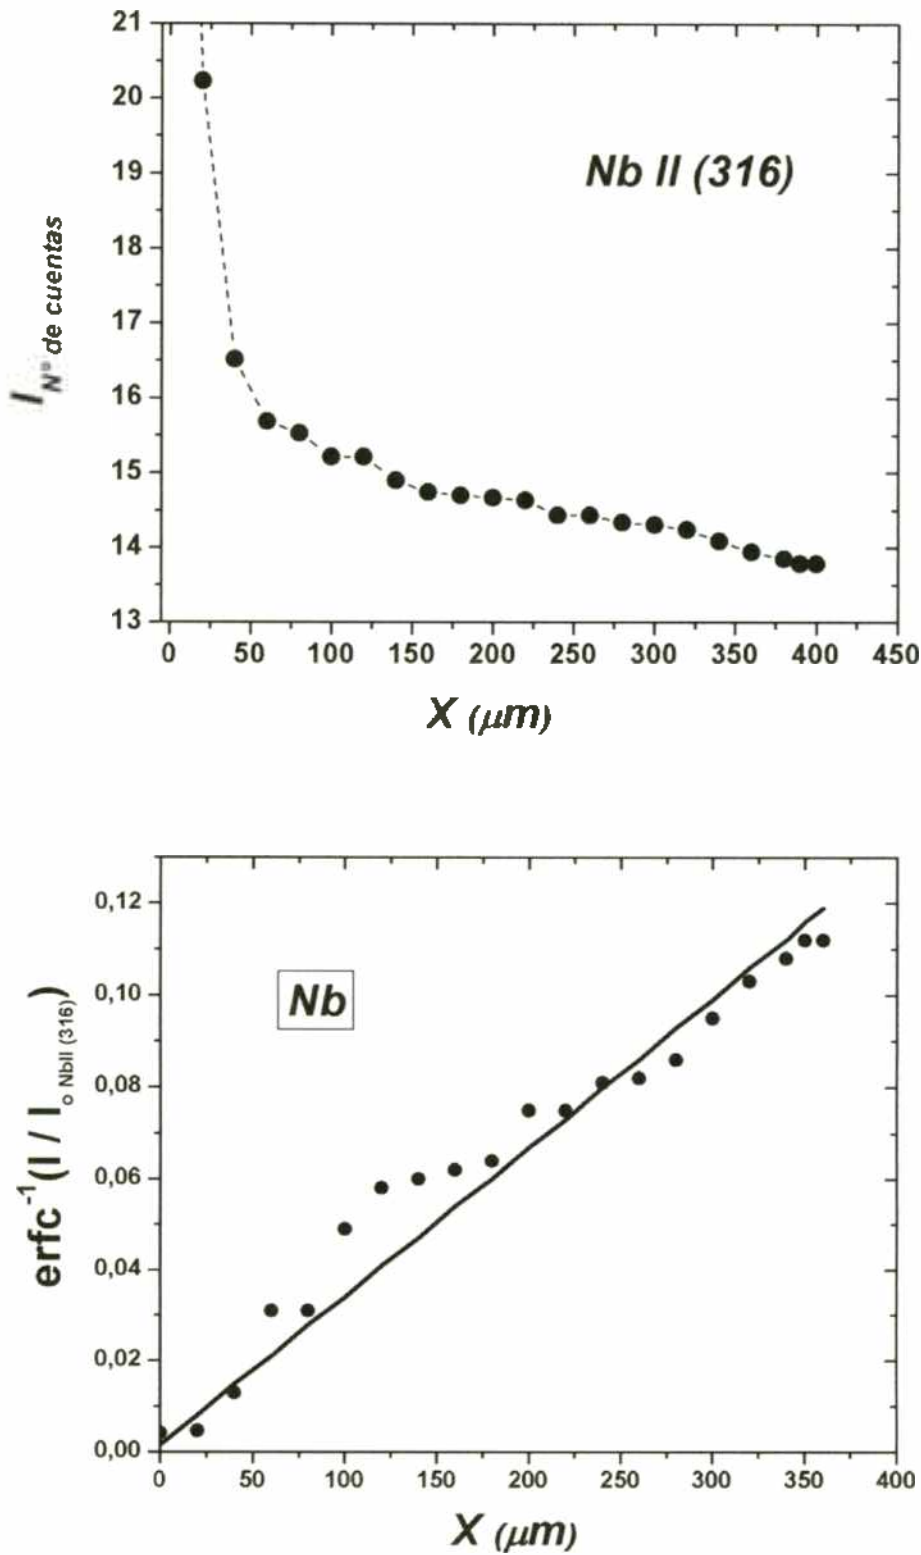 21
20
19
18
17
16
15
14
13
Nb II (316)
I N° de cuentas
0 50 100 150 200 250 300 350 400 450
X (μm)
0,12
0,10
0,08
0,06
0,04
0,02
0,00
Nb
erfc⁻¹(I / I₀ NbII (316))
0 50 100 150 200 250 300 350 400
X (μm)